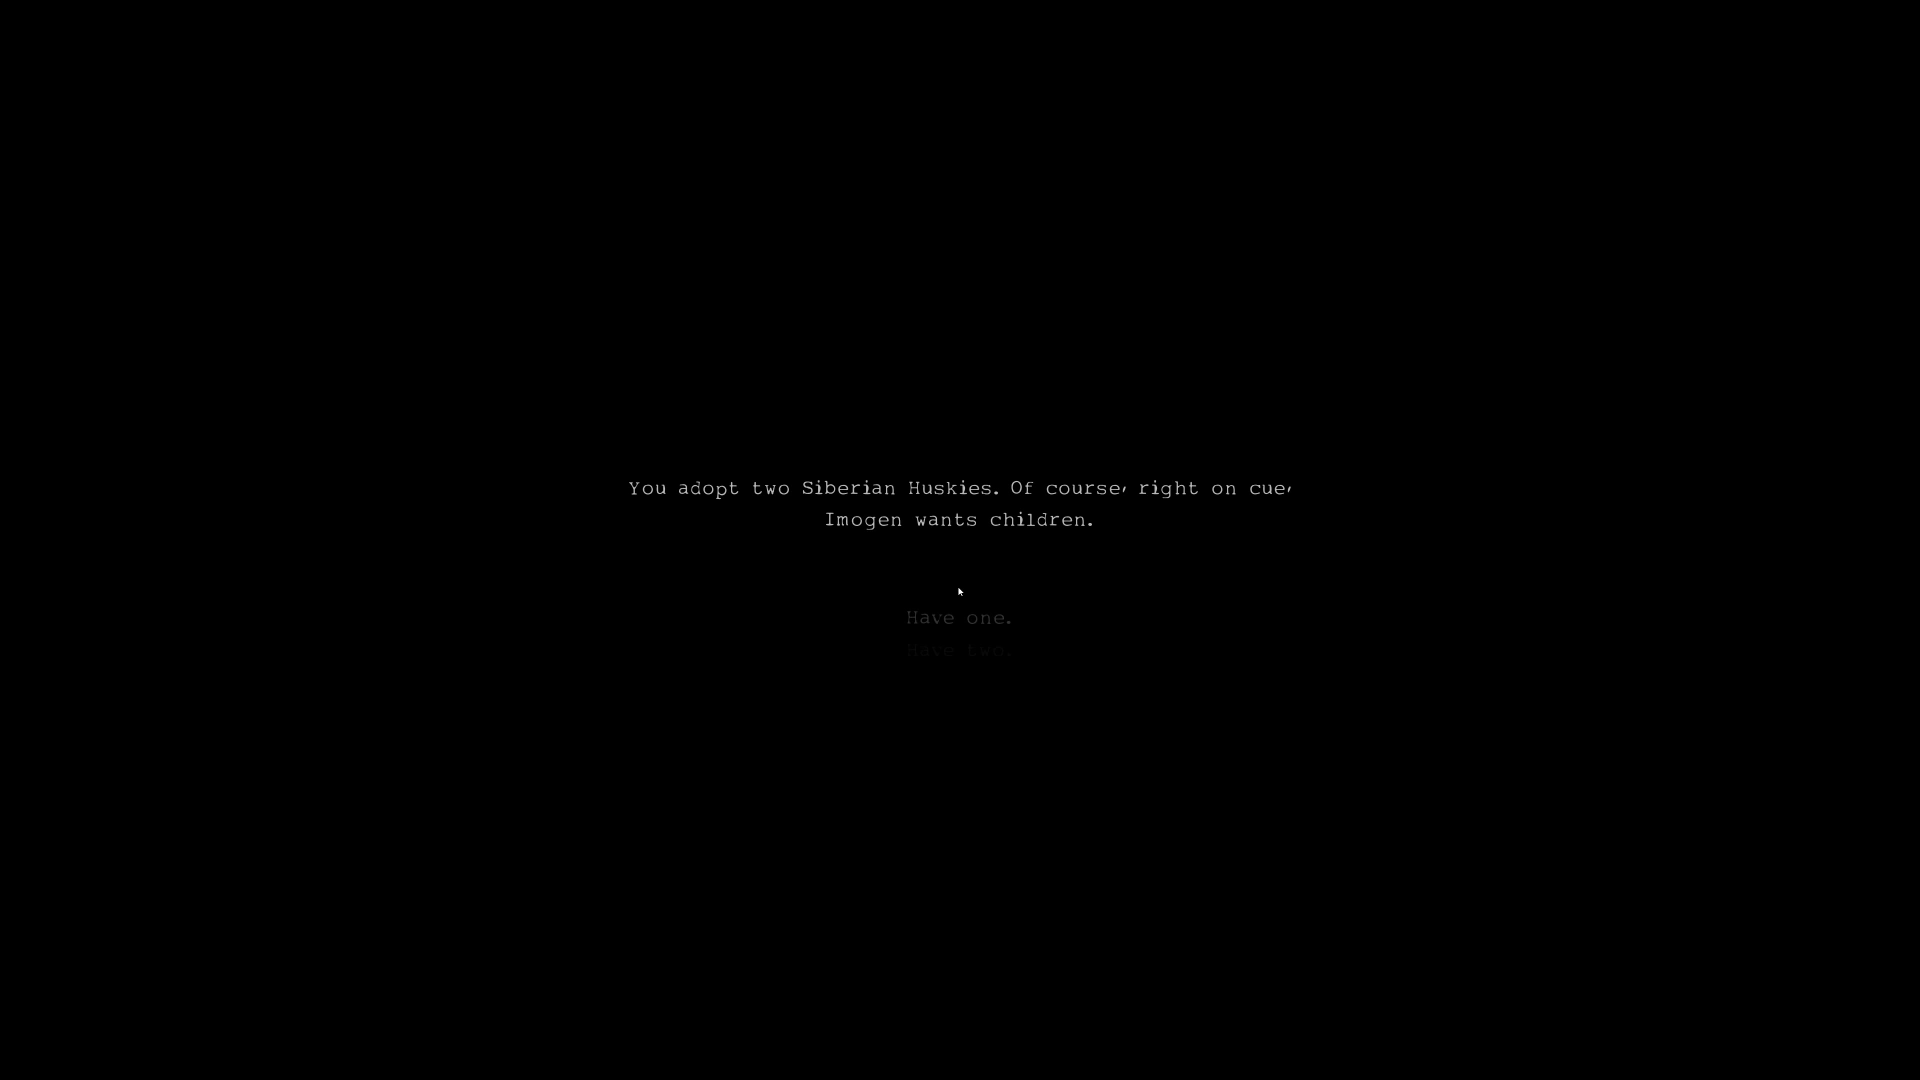 You adopt two Siberian Huskies. Of course, right on cue,
Imogen wants children.
Have one.
Have two.